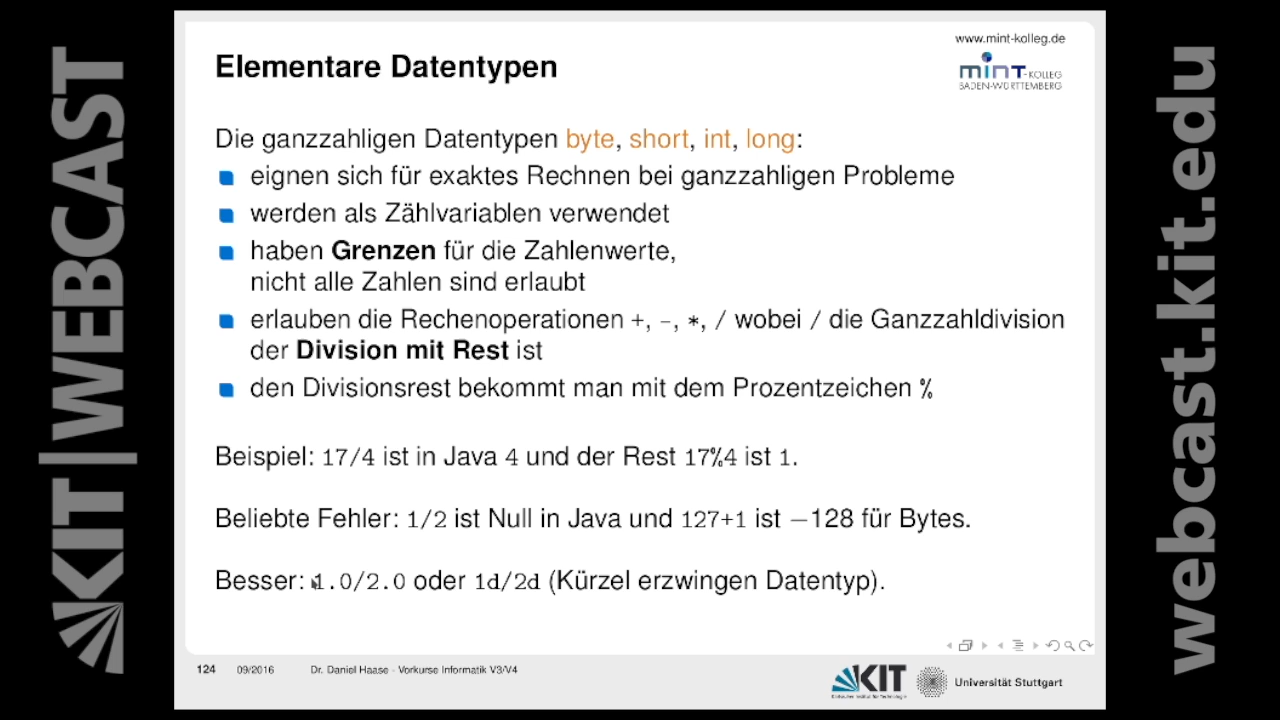 KIT|WEBCAST
www.mint-kolleg.de
Elementare Datentypen
mint-KOLLEG
BADEN-WÜRTTEMBERG
Die ganzzahligen Datentypen byte, short, int, long:
eignen sich für exaktes Rechnen bei ganzzahligen Probleme
werden als Zählvariablen verwendet
haben Grenzen für die Zahlenwerte,
nicht alle Zahlen sind erlaubt
erlauben die Rechenoperationen +, -, *, / wobei / die Ganzzahldivision
der Division mit Rest ist
den Divisionsrest bekommt man mit dem Prozentzeichen %
Beispiel: 17/4 ist in Java 4 und der Rest 17%4 ist 1.
Beliebte Fehler: 1/2 ist Null in Java und 127+1 ist −128 für Bytes.
Besser: 1.0/2.0 oder 1d/2d (Kürzel erzwingen Datentyp).
124 09/2016 Dr. Daniel Haase - Vorkurse Informatik V3/V4
KIT
Karlsruher Institut für Technologie
Universität Stuttgart
webcast.kit.edu